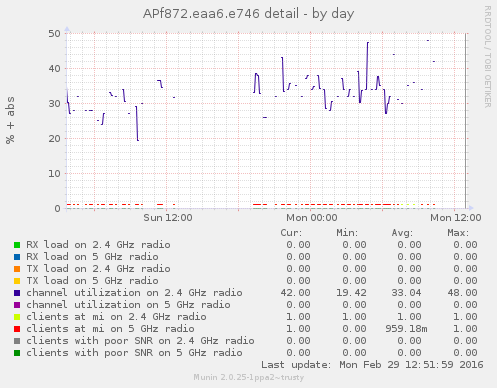 APf872.eaa6.e746 detail - by day
RRDTOOL / TOBI OETIKER
% + abs
50
40
30
20
10
0
Sun 12:00 Mon 00:00 Mon 12:00
Cur: Min: Avg: Max:
RX load on 2.4 GHz radio 0.00 0.00 0.00 0.00
RX load on 5 GHz radio 0.00 0.00 0.00 0.00
TX load on 2.4 GHz radio 0.00 0.00 0.00 0.00
TX load on 5 GHz radio 0.00 0.00 0.00 0.00
channel utilization on 2.4 GHz radio 42.00 19.42 33.04 48.00
channel utilization on 5 GHz radio 0.00 0.00 0.00 0.00
clients at mi on 2.4 GHz radio 1.00 1.00 1.00 1.00
clients at mi on 5 GHz radio 1.00 0.00 959.18m 1.00
clients with poor SNR on 2.4 GHz radio 0.00 0.00 0.00 0.00
clients with poor SNR on 5 GHz radio 0.00 0.00 0.00 0.00
Last update: Mon Feb 29 12:51:59 2016
Munin 2.0.25-1ppa2~trusty